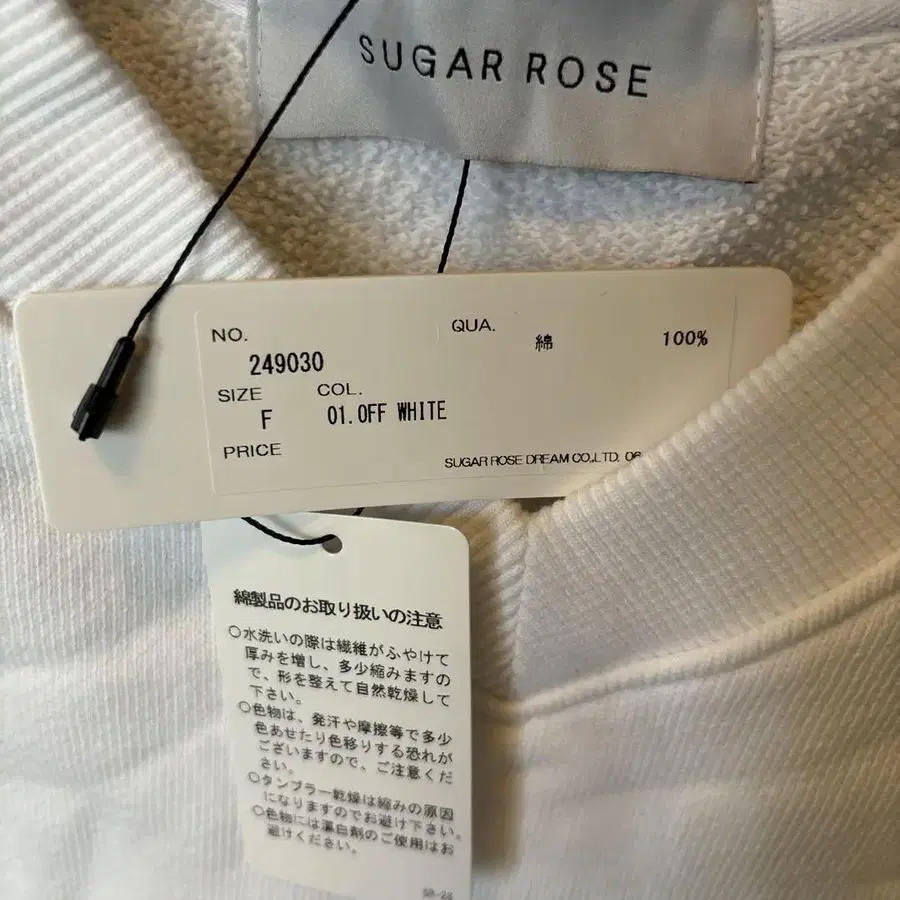 SUGAR ROSE
NO.
249030
QUA.
綿 100%
SIZE COL.
F 01.OFF WHITE
PRICE
SUGAR ROSE DREAM CO.,LTD. 06
綿製品のお取り扱いの注意
○水洗いの際は繊維がふやけて
厚みを増し、多少縮みますの
で、形を整えて自然乾燥して
下さい。
○色物は、発汗や摩擦等で多少
色あせたり色移りする恐れが
ございますので、ご注意くだ
さい。
○タンブラー乾燥は縮みの原因
になりますのでお避け下さい。
○色物には漂白剤のご使用はお
避けください。